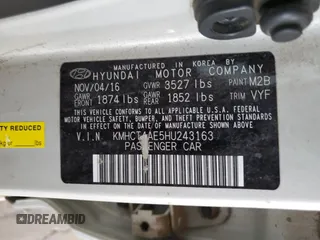 MANUFACTURED IN KOREA BY
HYUNDAI MOTOR COMPANY
NOV/04/16 GVWR 3527 lbs PAINT M2B
GAWR FRONT 1874 lbs GAWR REAR 1852 lbs TRIM VYF
THIS VEHICLE CONFORMS TO ALL APPLICABLE U.S.
FEDERAL MOTOR VEHICLE SAFETY, BUMPER, AND
THEFT PREVENTION STANDARDS IN EFFECT ON THE
DATE OF MANUFACTURE SHOWN ABOVE.
V.I.N KMHCT4AE5HU243163
PASSENGER CAR
lbs
DREAMBID